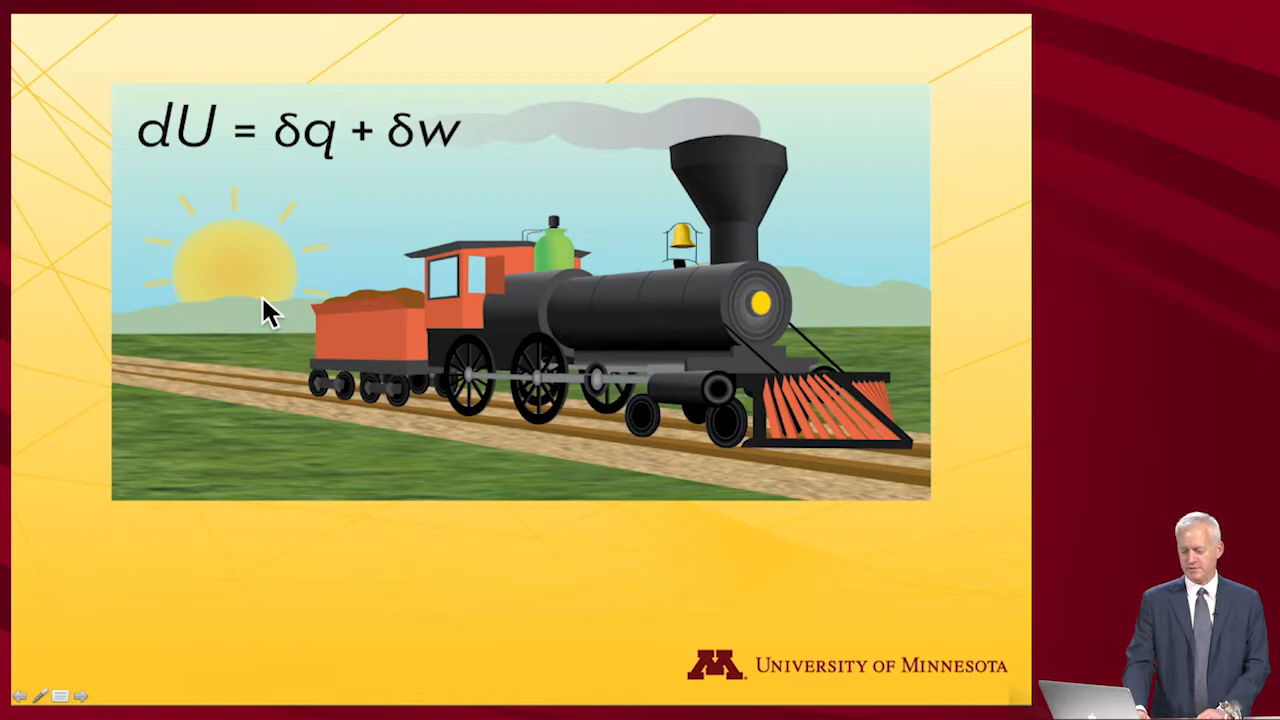 dU = δq + δw
M
UNIVERSITY OF MINNESOTA